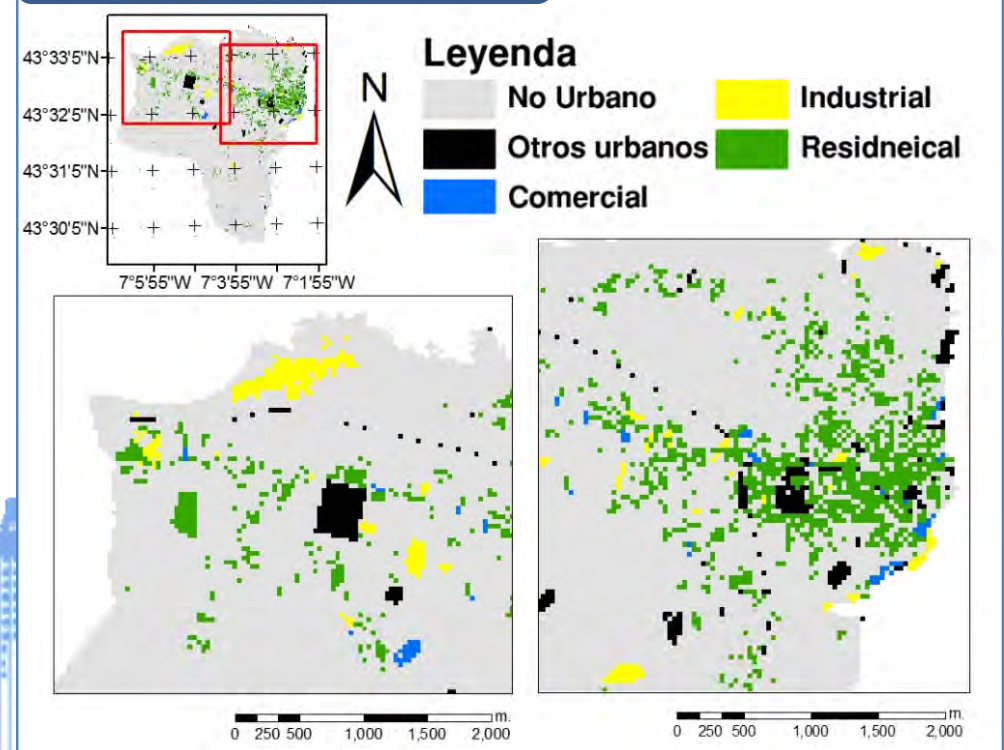 43°33'5"N
43°32'5"N
43°31'5"N
43°30'5"N
7°5'55"W 7°3'55"W 7°1'55"W
N
Leyenda
No Urbano
Industrial
Otros urbanos
Residneical
Comercial
m.
0 250 500 1,000 1,500 2,000
m.
0 250 500 1,000 1,500 2,000